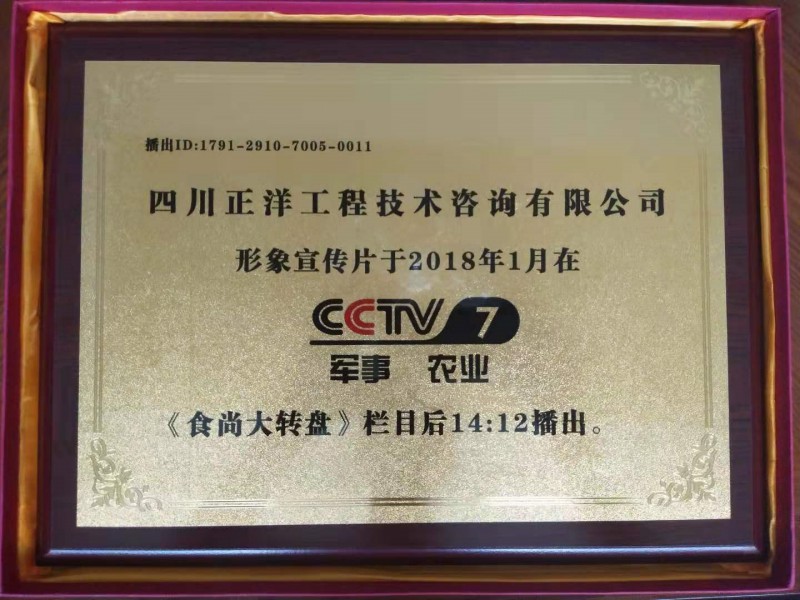 播出ID:1791-2910-7005-0011
四川正洋工程技术咨询有限公司
形象宣传片于2018年1月在
CCTV 7
军事 农业
《食尚大转盘》栏目后14:12播出。